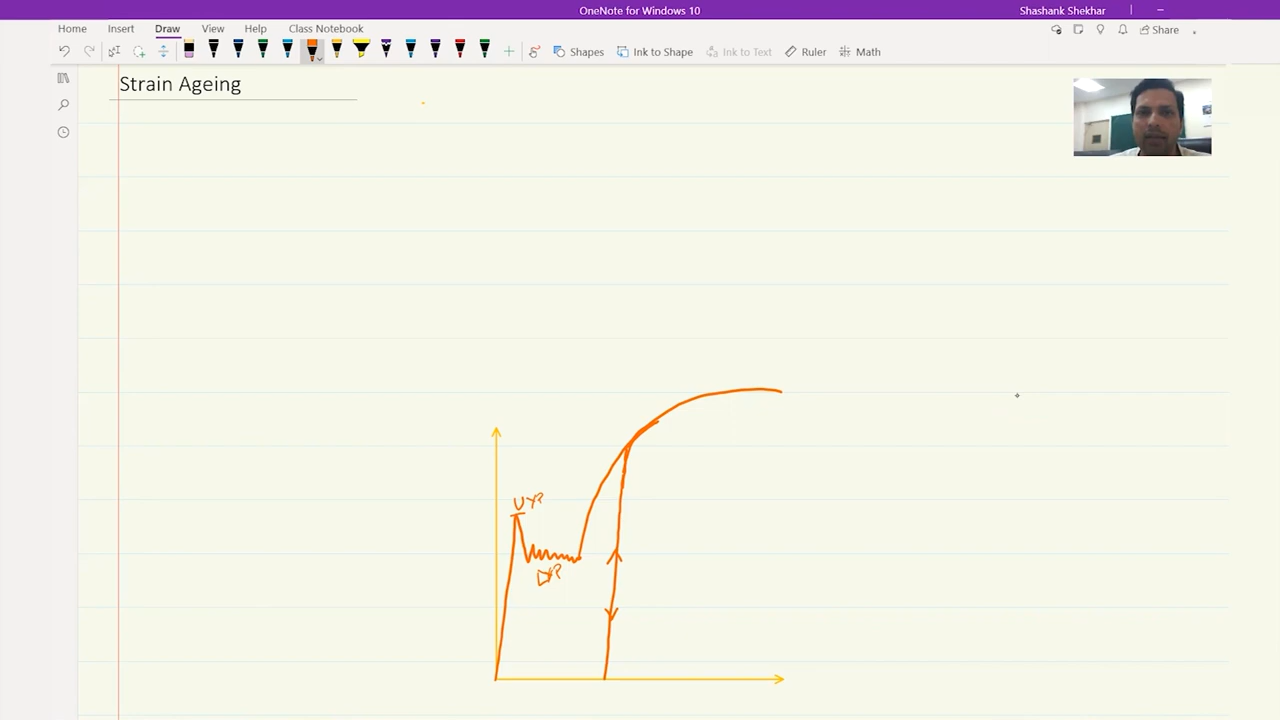 OneNote for Windows 10
Shashank Shekhar
Home Insert Draw View Help Class Notebook
Shapes Ink to Shape Ink to Text Ruler Math Share
Strain Ageing
UYP
LYP